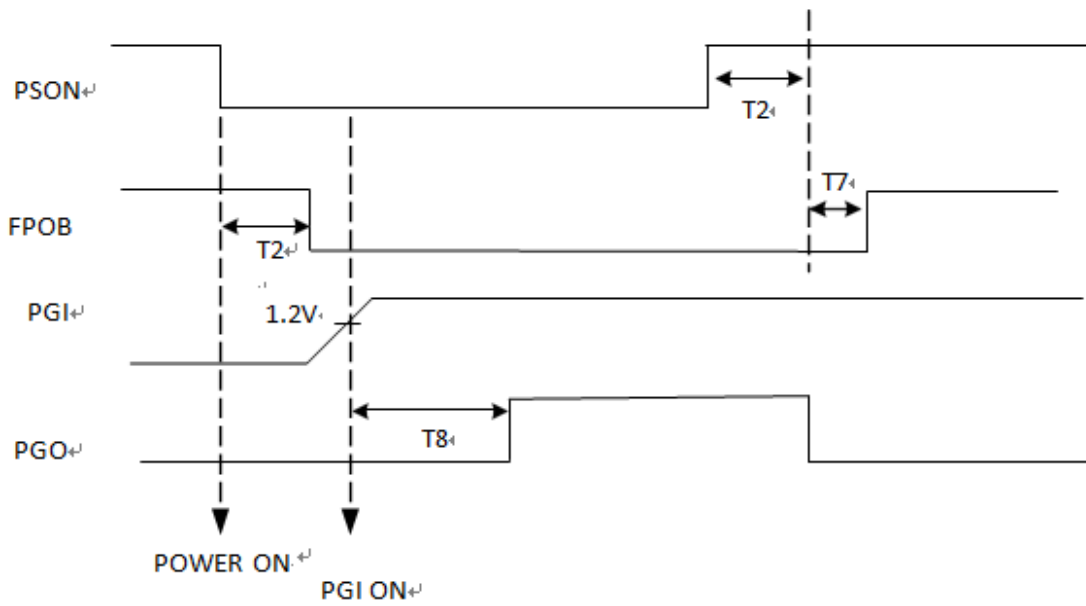 PSON↵
T2↵
FPOB
T7↵
T2↵
↵
PGI↵
1.2V↵
T8↵
PGO↵
POWER ON↵
PGI ON↵